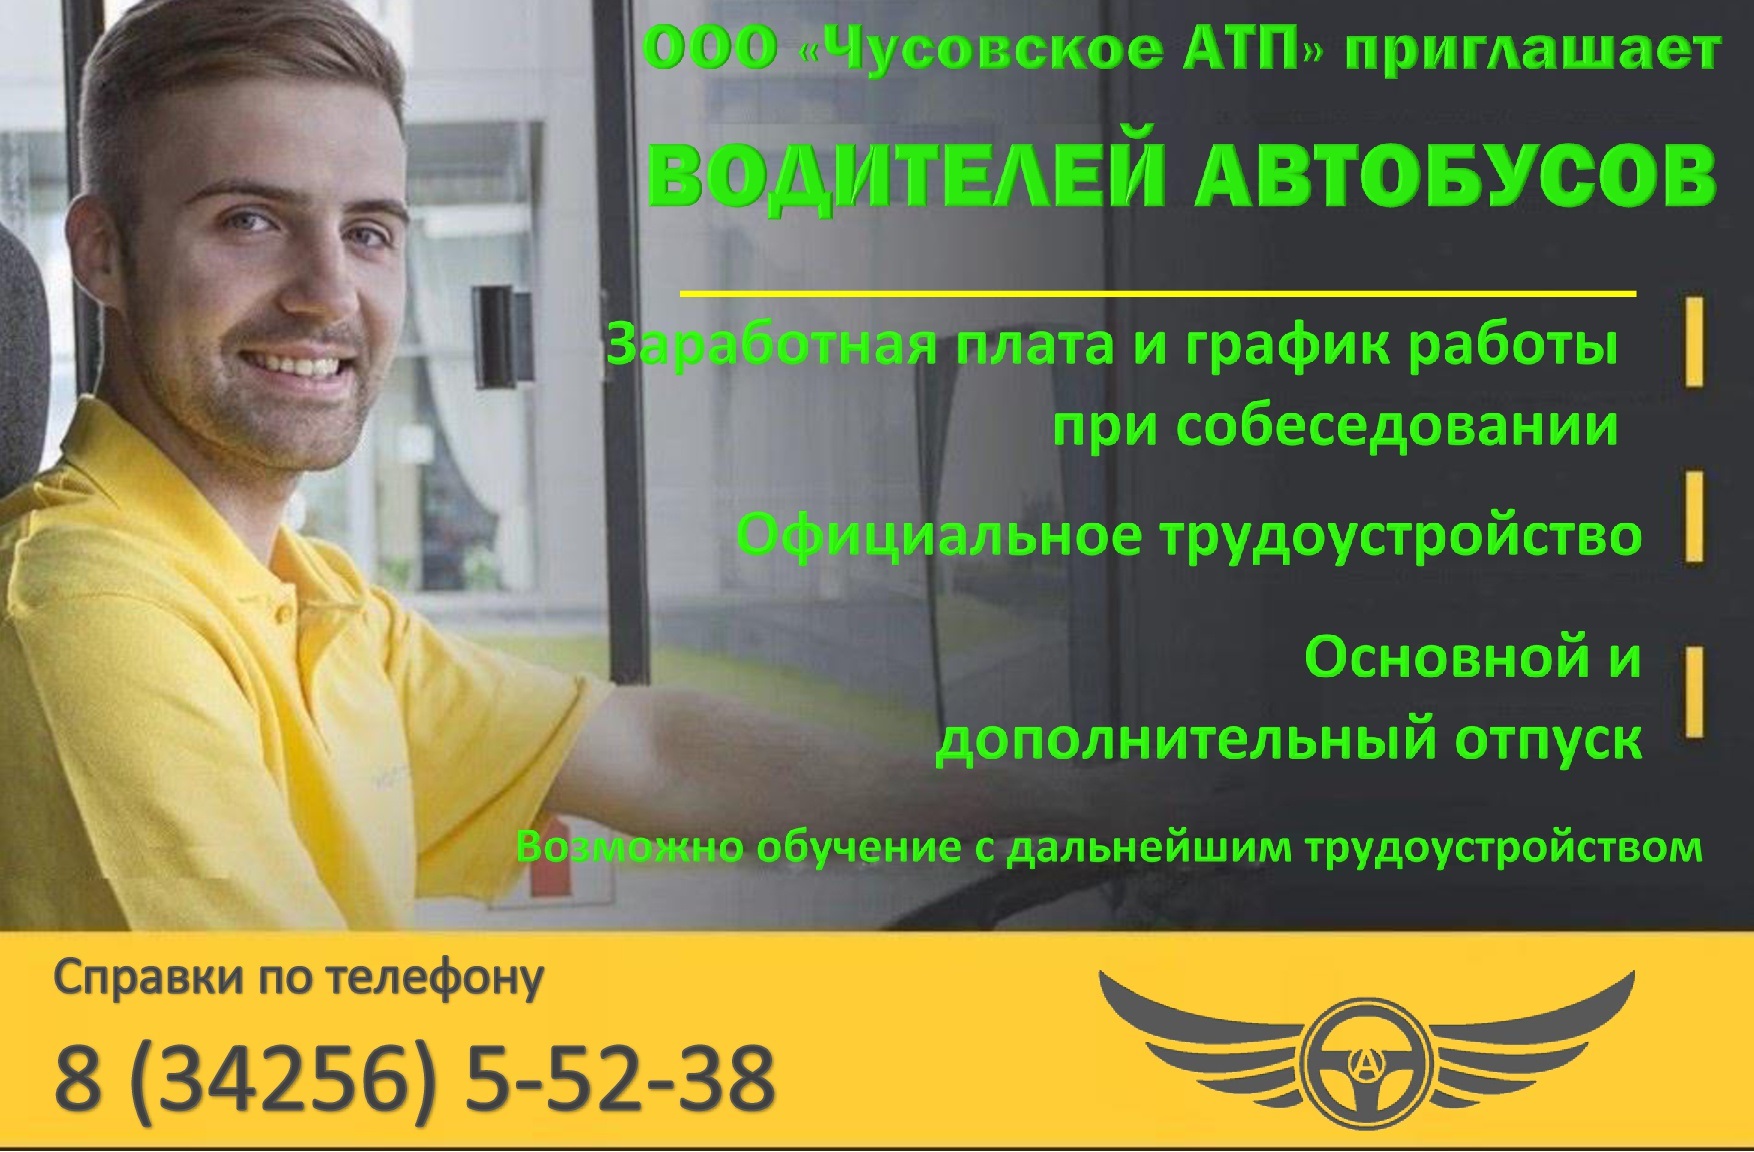 ООО «Чусовское АТП» приглашает
ВОДИТЕЛЕЙ АВТОБУСОВ
Заработная плата и график работы
при собеседовании
Официальное трудоустройство
Основной и
дополнительный отпуск
Возможно обучение с дальнейшим трудоустройством
Справки по телефону
8 (34256) 5-52-38
А